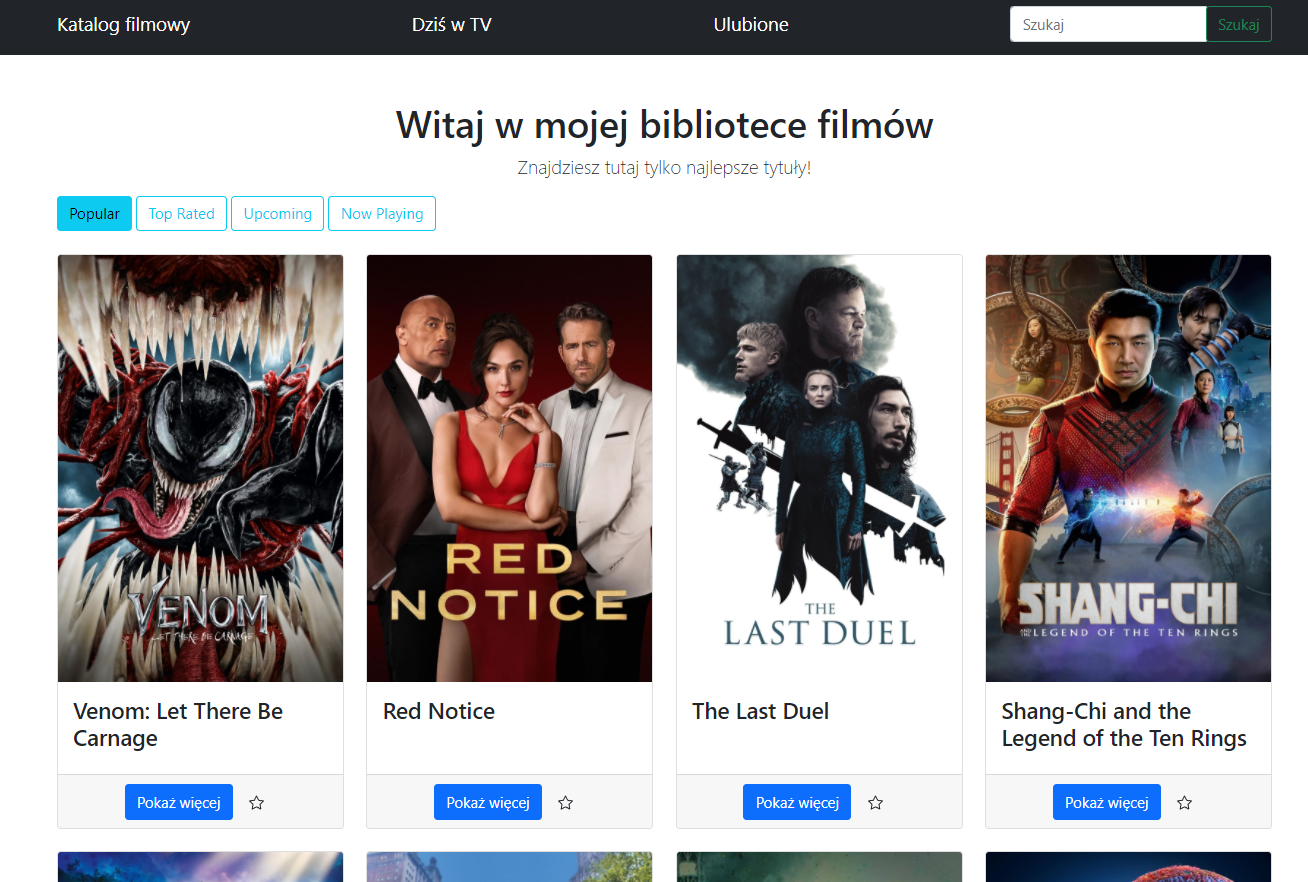 Katalog filmowy
Dziś w TV
Ulubione
Szukaj
Szukaj
Witaj w mojej bibliotece filmów
Znajdziesz tutaj tylko najlepsze tytuły!
Popular
Top Rated
Upcoming
Now Playing
VENOM
LET THERE BE CARNAGE
RED
NOTICE
THE
LAST DUEL
SHANG-CHI
AND THE LEGEND OF THE TEN RINGS
Venom: Let There Be
Carnage
Red Notice
The Last Duel
Shang-Chi and the
Legend of the Ten Rings
Pokaż więcej
Pokaż więcej
Pokaż więcej
Pokaż więcej